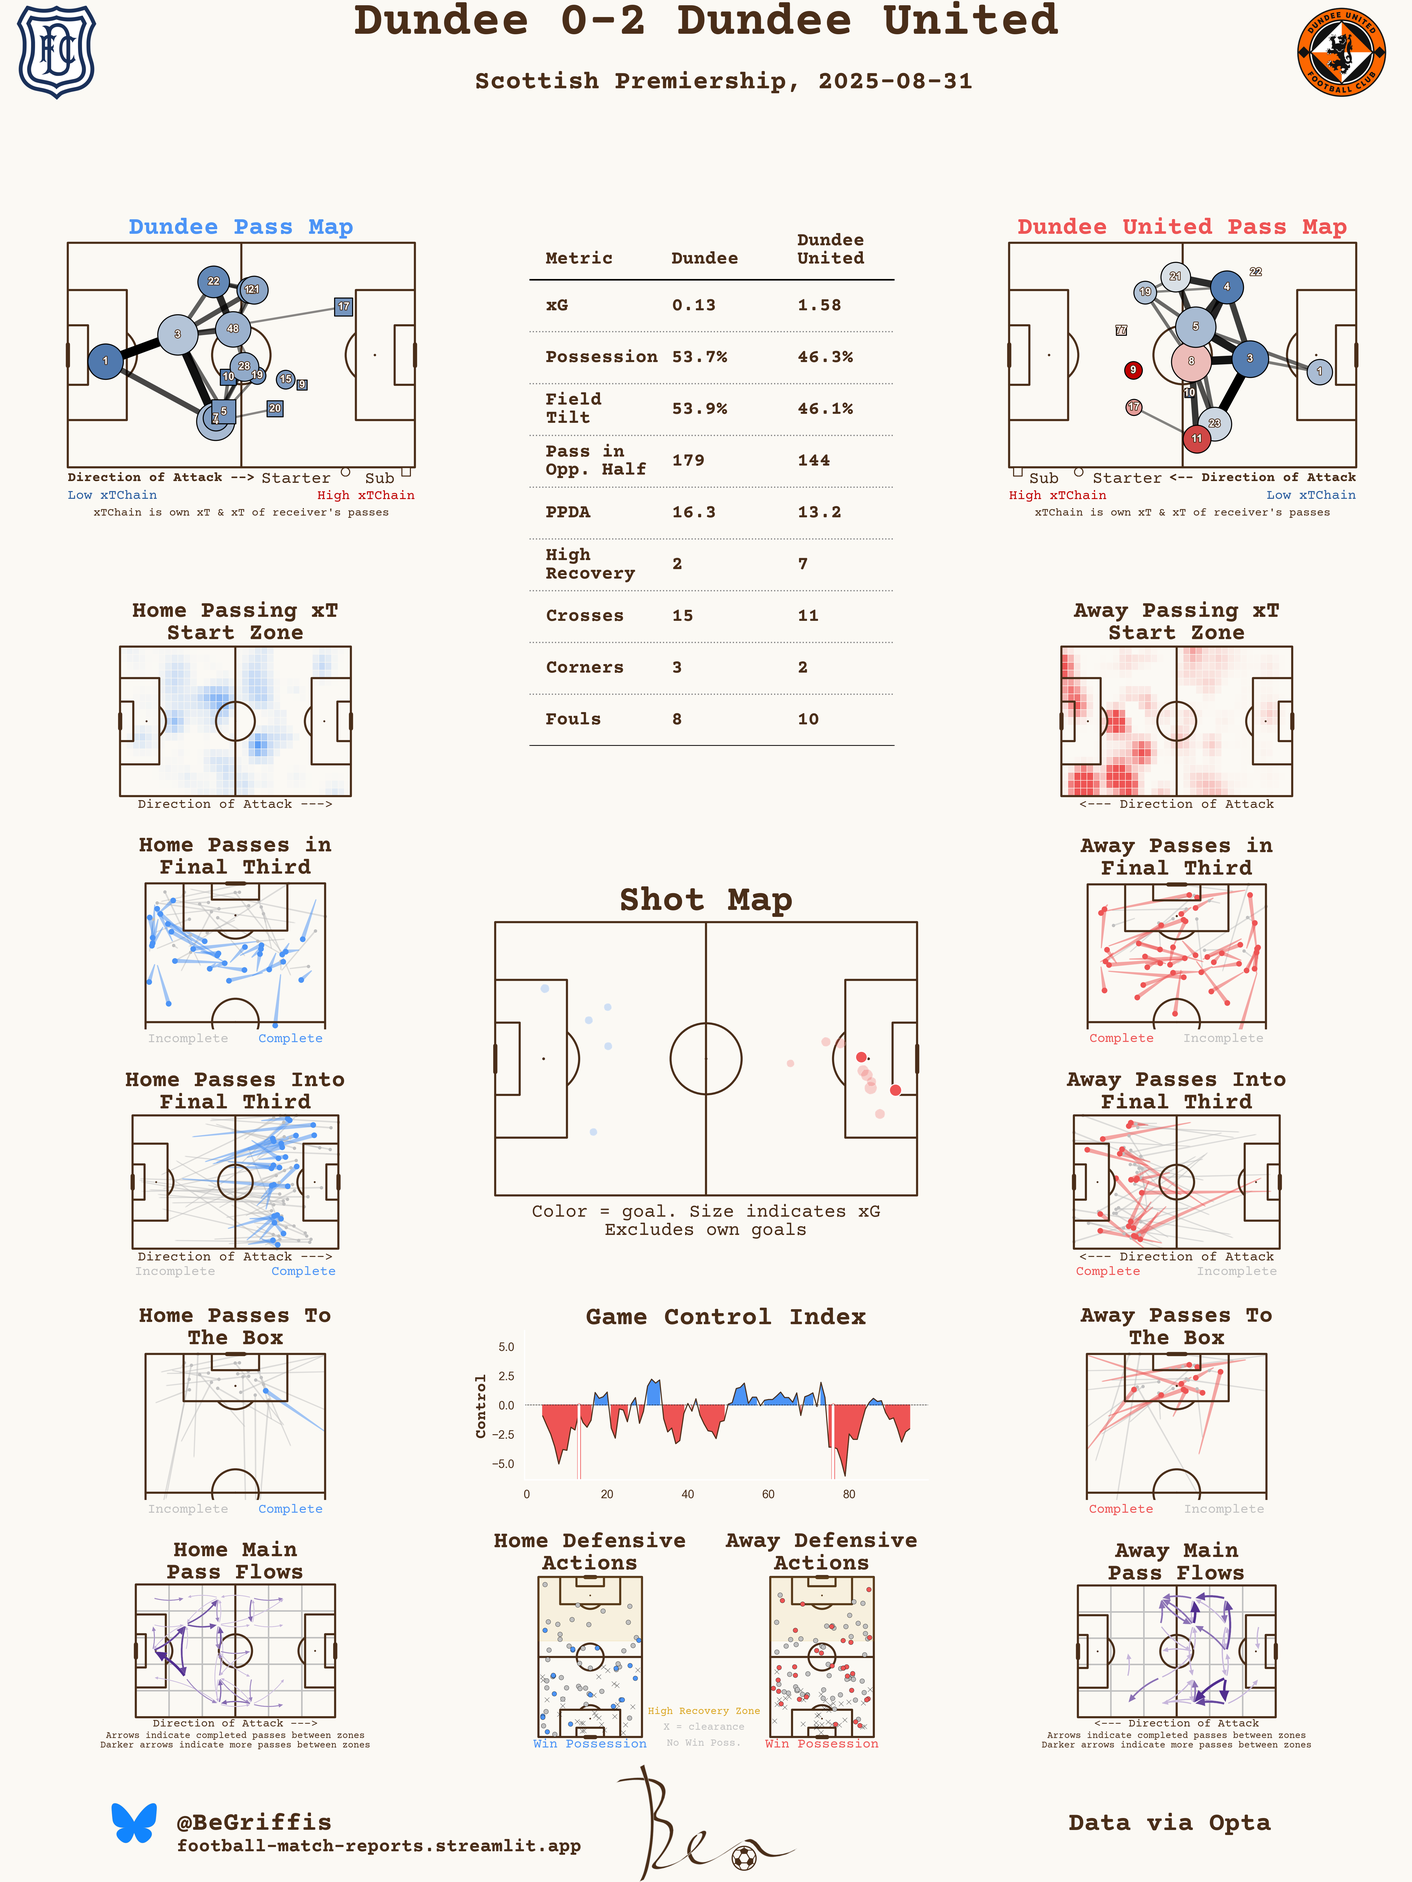 Dundee 0-2 Dundee United
Scottish Premiership, 2025-08-31
DFC
DUNDEE UNITED
FOOTBALL CLUB
Dundee Pass Map
22
21
17
3
48
1
28
10
19
15
9
7
5
4
20
Direction of Attack --> Starter Sub
Low xTChain High xTChain
xTChain is own xT & xT of receiver's passes
Metric Dundee Dundee United
xG 0.13 1.58
Possession 53.7% 46.3%
Field Tilt 53.9% 46.1%
Pass in Opp. Half 179 144
PPDA 16.3 13.2
High Recovery 2 7
Crosses 15 11
Corners 3 2
Fouls 8 10
Dundee United Pass Map
21
22
19
4
77
5
8
3
9
1
10
17
23
11
Sub Starter <-- Direction of Attack
High xTChain Low xTChain
xTChain is own xT & xT of receiver's passes
Home Passing xT
Start Zone
Direction of Attack --->
Away Passing xT
Start Zone
<--- Direction of Attack
Home Passes in
Final Third
Incomplete Complete
Away Passes in
Final Third
Complete Incomplete
Shot Map
Color = goal. Size indicates xG
Excludes own goals
Home Passes Into
Final Third
Direction of Attack --->
Incomplete Complete
Away Passes Into
Final Third
<--- Direction of Attack
Complete Incomplete
Home Passes To
The Box
Incomplete Complete
Game Control Index
Control
5.0
2.5
0.0
−2.5
−5.0
0 20 40 60 80
Away Passes To
The Box
Complete Incomplete
Home Main
Pass Flows
Direction of Attack --->
Arrows indicate completed passes between zones
Darker arrows indicate more passes between zones
Home Defensive
Actions
Win Possession
High Recovery Zone
X = clearance
No Win Poss.
Away Defensive
Actions
Win Possession
Away Main
Pass Flows
<--- Direction of Attack
Arrows indicate completed passes between zones
Darker arrows indicate more passes between zones
@BeGriffis
football-match-reports.streamlit.app
Ben
Data via Opta